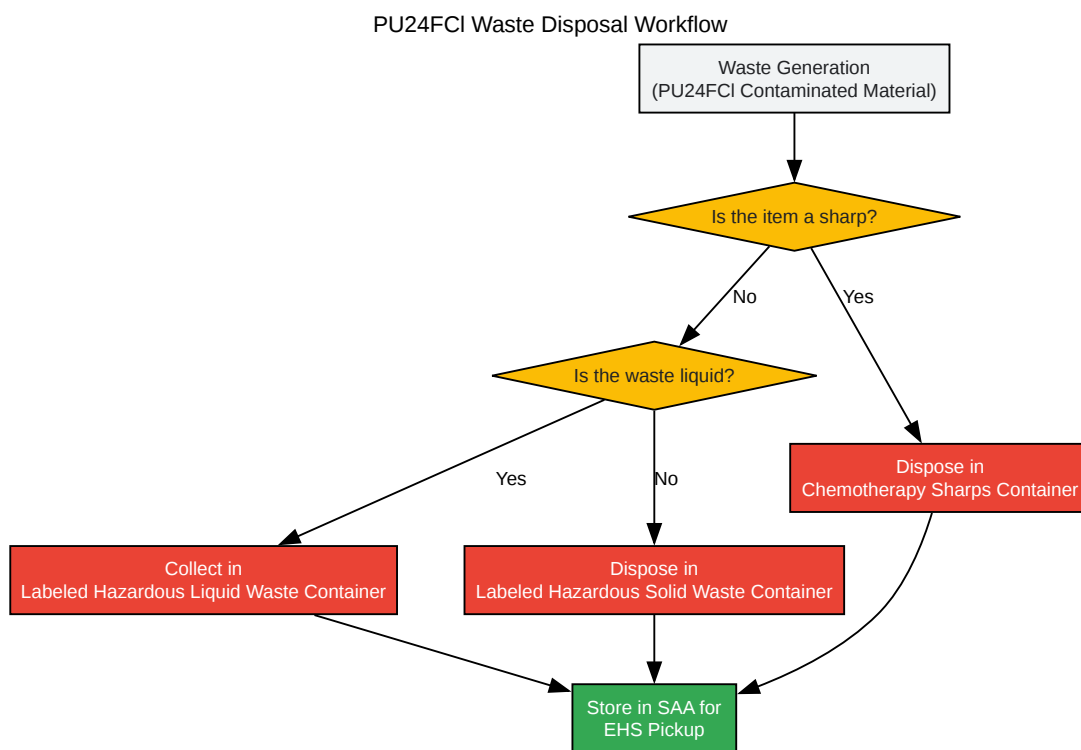 PU24FCl Waste Disposal Workflow
Waste Generation
(PU24FCl Contaminated Material)
Is the item a sharp?
No
Yes
Is the waste liquid?
Yes
No
Dispose in
Chemotherapy Sharps Container
Collect in
Labeled Hazardous Liquid Waste Container
Dispose in
Labeled Hazardous Solid Waste Container
Store in SAA for
EHS Pickup